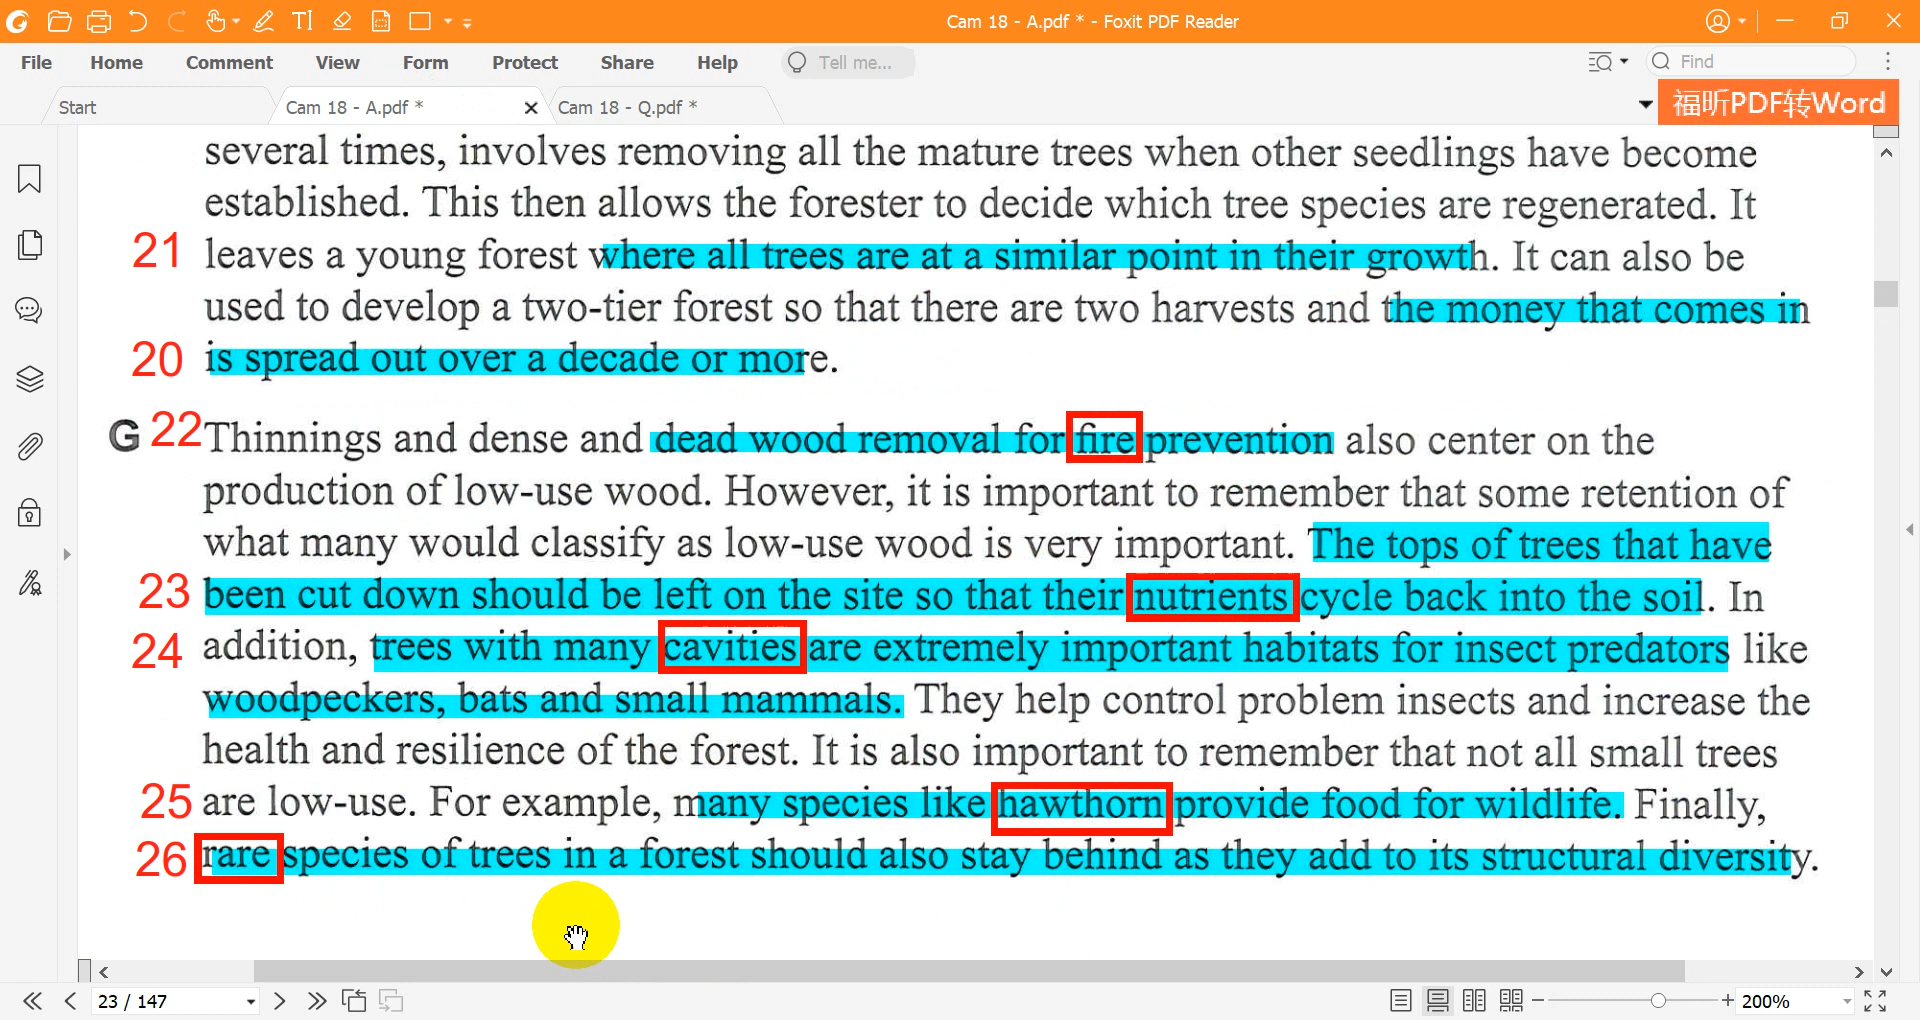 Cam 18 - A.pdf * - Foxit PDF Reader
File Home Comment View Form Protect Share Help Tell me... Find
Start Cam 18 - A.pdf * Cam 18 - Q.pdf * 福昕PDF转Word
several times, involves removing all the mature trees when other seedlings have become
established. This then allows the forester to decide which tree species are regenerated. It
21 leaves a young forest where all trees are at a similar point in their growth. It can also be
used to develop a two-tier forest so that there are two harvests and the money that comes in
20 is spread out over a decade or more.
G 22 Thinnings and dense and dead wood removal for fire prevention also center on the
production of low-use wood. However, it is important to remember that some retention of
what many would classify as low-use wood is very important. The tops of trees that have
23 been cut down should be left on the site so that their nutrients cycle back into the soil. In
24 addition, trees with many cavities are extremely important habitats for insect predators like
woodpeckers, bats and small mammals. They help control problem insects and increase the
health and resilience of the forest. It is also important to remember that not all small trees
25 are low-use. For example, many species like hawthorn provide food for wildlife. Finally,
26 rare species of trees in a forest should also stay behind as they add to its structural diversity.
23 / 147 200%